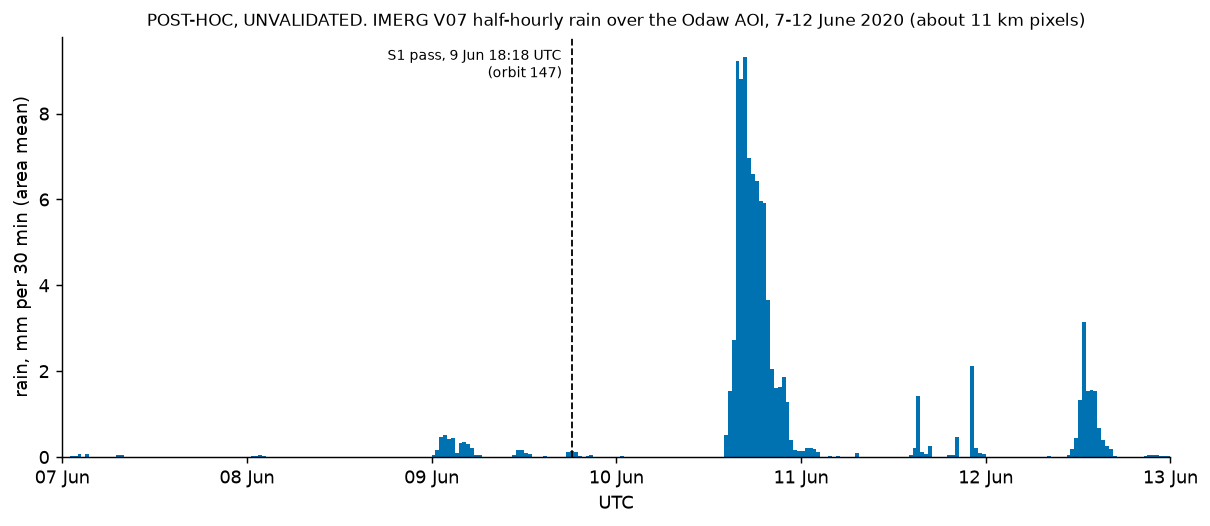 POST-HOC, UNVALIDATED. IMERG V07 half-hourly rain over the Odaw AOI, 7-12 June 2020 (about 11 km pixels)
S1 pass, 9 Jun 18:18 UTC
(orbit 147)
rain, mm per 30 min (area mean)
8
6
4
2
0
07 Jun
08 Jun
09 Jun
10 Jun
11 Jun
12 Jun
13 Jun
UTC